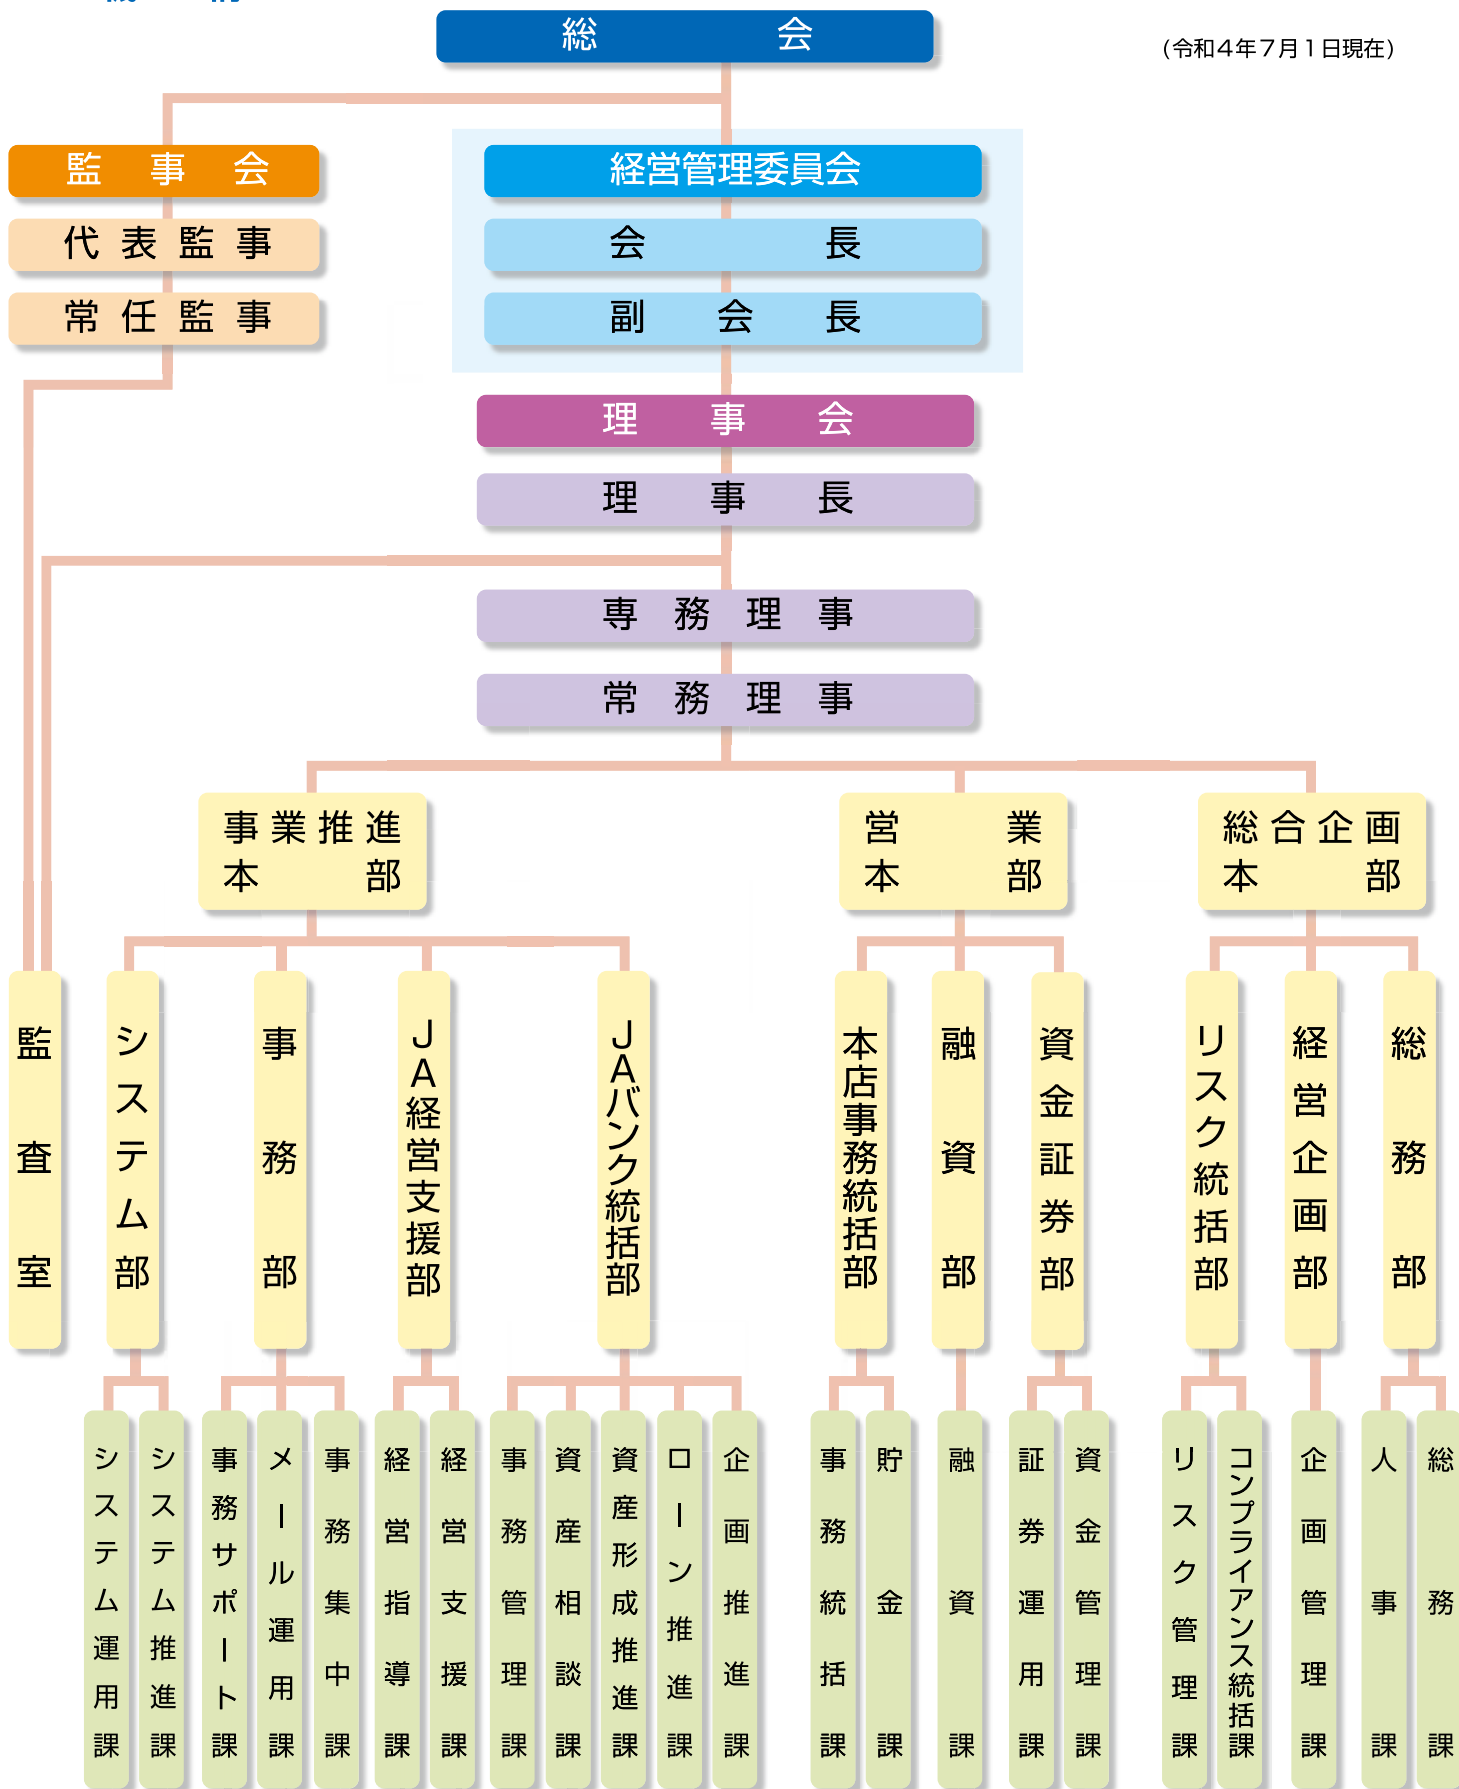 総会
(令和4年7月1日現在)
監事会
経営管理委員会
代表監事
会長
常任監事
副会長
理事会
理事長
専務理事
常務理事
事業推進
本部
営業
本部
総合企画
本部
監査室
システム部
事務部
JA経営支援部
JAバンク統括部
本店事務統括部
融資部
資金証券部
リスク統括部
経営企画部
総務部
システム運用課
システム推進課
事務サポート課
メール運用課
事務集中課
経営指導課
経営支援課
事務管理課
資産相談課
資産形成推進課
ローン推進課
企画推進課
事務統括課
貯金課
融資課
証券運用課
資金管理課
リスク管理課
コンプライアンス統括課
企画管理課
人事課
総務課